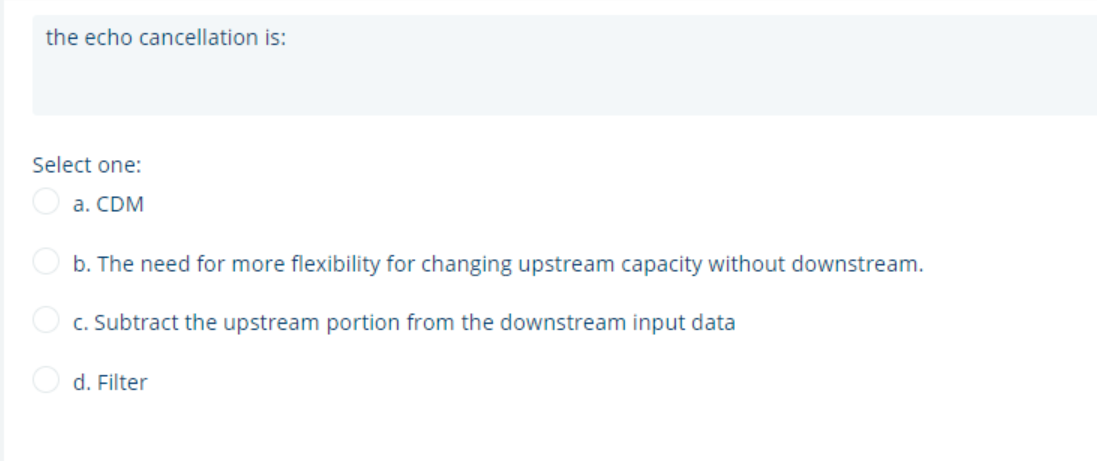 the echo cancellation is:
Select one:
a. CDM
b. The need for more flexibility for changing upstream capacity without downstream.
c. Subtract the upstream portion from the downstream input data
d. Filter